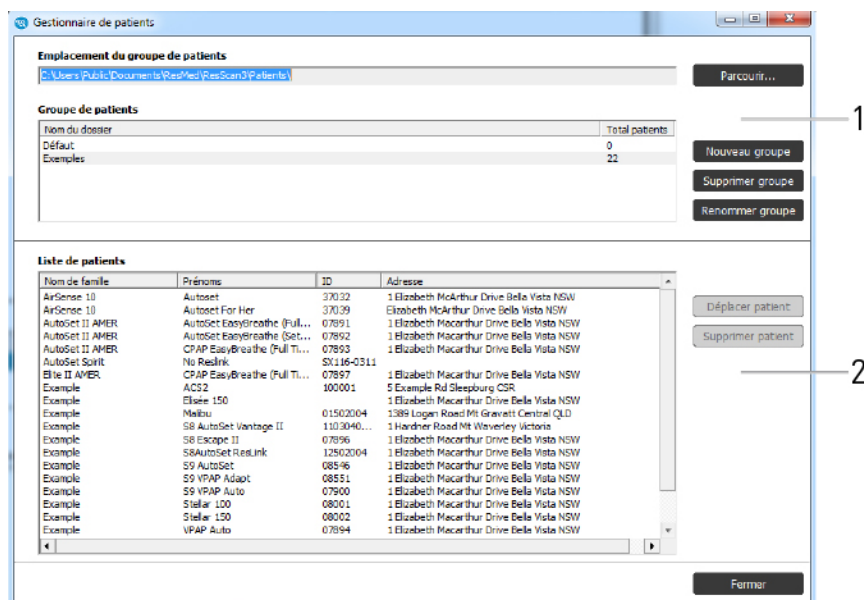 Gestionnaire de patients
Emplacement du groupe de patients
C:\Users\Public\Documents\ResMed\ResScan3\Patients\
Parcourir...
1
Groupe de patients
Nom du dossier Total patients
Défaut 0
Exemples 22
Nouveau groupe
Supprimer groupe
Renommer groupe
Liste de patients
Nom de famille Prénoms ID Adresse
AirSense 10 Autoset 37032 1 Elizabeth McArthur Drive Bella Vista NSW
AirSense 10 Autoset For Her 37039 Elizabeth McArthur Drive Bella Vista NSW
AutoSet II AMER AutoSet EasyBreathe (Full... 07891 1 Elizabeth Macarthur Drive Bella Vista NSW
AutoSet II AMER AutoSet EasyBreathe (Set... 07892 1 Elizabeth Macarthur Drive Bella Vista NSW
AutoSet II AMER CPAP EasyBreathe (Full Ti... 07893 1 Elizabeth Macarthur Drive Bella Vista NSW
AutoSet Spirit No Reslink SX116-0311
Elite II AMER CPAP EasyBreathe (Full Ti... 07897 1 Elizabeth Macarthur Drive Bella Vista NSW
Example ACS2 100001 5 Example Rd Sleepburg CSR
Example Elisée 150 1 Elizabeth Macarthur Drive Bella Vista NSW
Example Malibu 01502004 1389 Logan Road Mt Gravatt Central QLD
Example S8 AutoSet Vantage II 1103040... 1 Hardner Road Mt Waverley Victoria
Example S8 Escape II 07896 1 Elizabeth Macarthur Drive Bella Vista NSW
Example S8AutoSet ResLink 12502004 1 Elizabeth Macarthur Drive Bella Vista NSW
Example S9 AutoSet 08546 1 Elizabeth Macarthur Drive Bella Vista NSW
Example S9 VPAP Adapt 08551 1 Elizabeth Macarthur Drive Bella Vista NSW
Example S9 VPAP Auto 07900 1 Elizabeth Macarthur Drive Bella Vista NSW
Example Stellar 100 08001 1 Elizabeth Macarthur Drive Bella Vista NSW
Example Stellar 150 08002 1 Elizabeth Macarthur Drive Bella Vista NSW
Example VPAP Auto 07894 1 Elizabeth Macarthur Drive Bella Vista NSW
Déplacer patient
Supprimer patient
2
Fermer